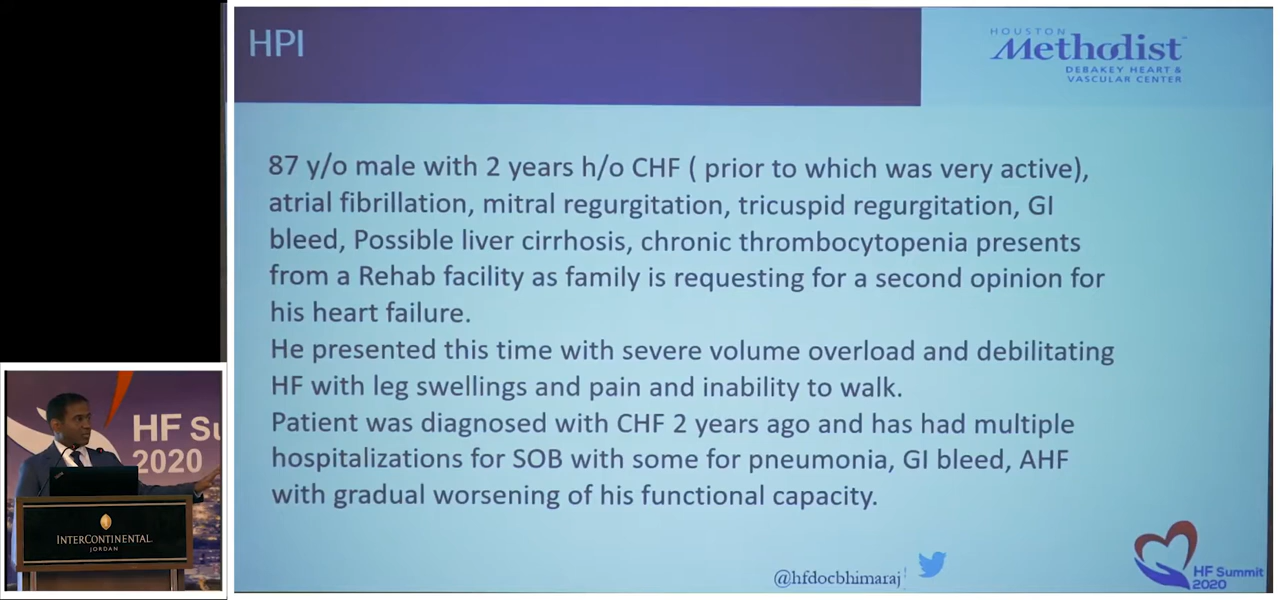 HPI
HOUSTON
Methodist
DEBAKEY HEART &
VASCULAR CENTER
87 y/o male with 2 years h/o CHF ( prior to which was very active),
atrial fibrillation, mitral regurgitation, tricuspid regurgitation, GI
bleed, Possible liver cirrhosis, chronic thrombocytopenia presents
from a Rehab facility as family is requesting for a second opinion for
his heart failure.
He presented this time with severe volume overload and debilitating
HF with leg swellings and pain and inability to walk.
Patient was diagnosed with CHF 2 years ago and has had multiple
hospitalizations for SOB with some for pneumonia, GI bleed, AHF
with gradual worsening of his functional capacity.
@hfdocbhimaraj
HF Summit
2020
HF Su
2020
INTERCONTINENTAL
JORDAN